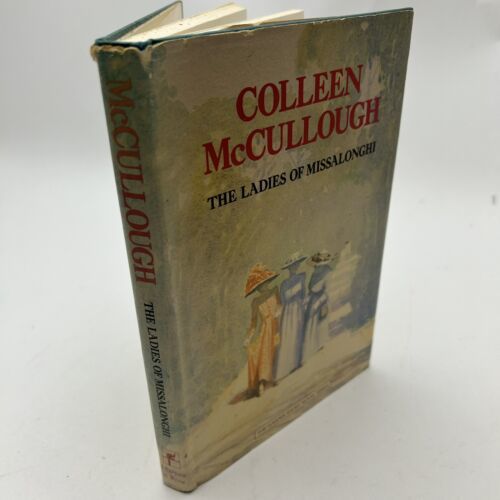 COLLEEN
McCULLOUGH
THE LADIES OF MISSALONGHI
McCULLOUGH
THE LADIES OF MISSALONGHI